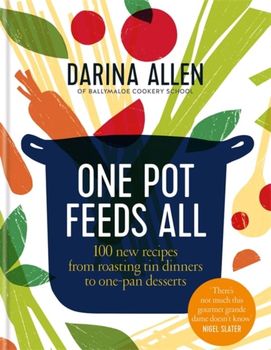 DARINA ALLEN
OF BALLYMALOE COOKERY SCHOOL
ONE POT
FEEDS ALL
100 new recipes
from roasting tin dinners
to one-pan desserts
There's
not much this
gourmet grande
dame doesn't know
NIGEL SLATER